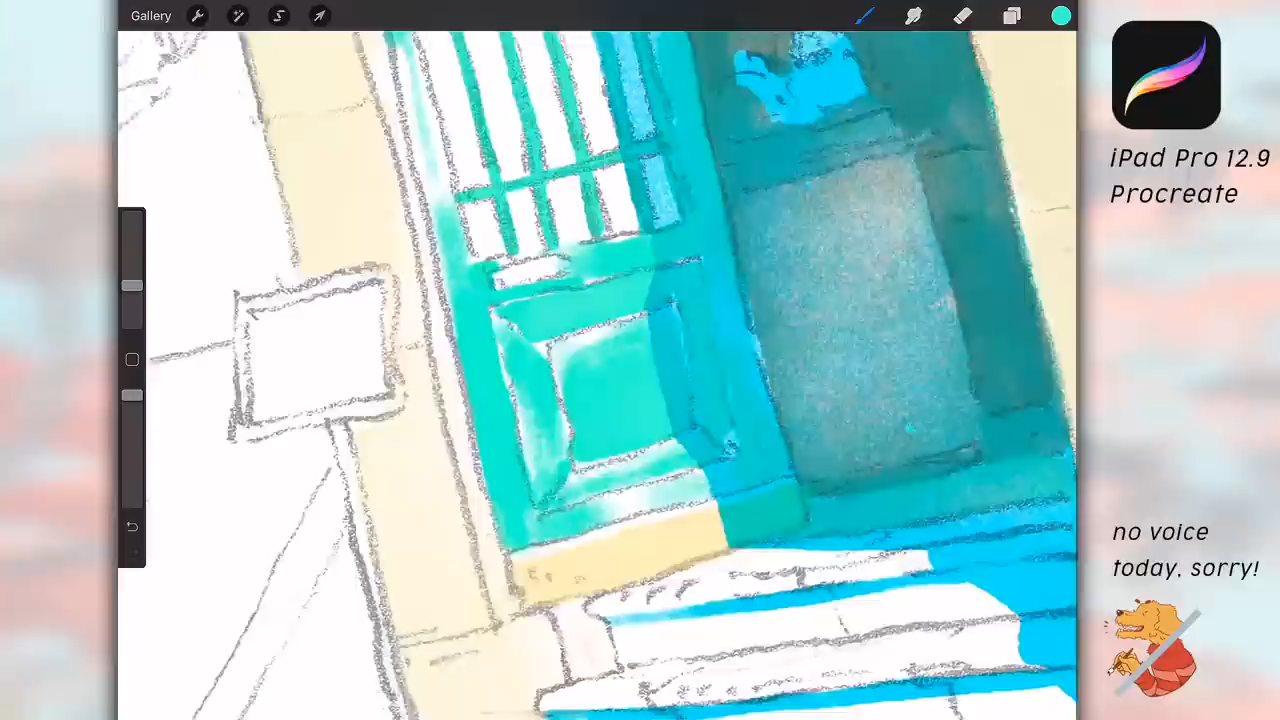 Gallery
iPad Pro 12.9
Procreate
no voice
today, sorry!